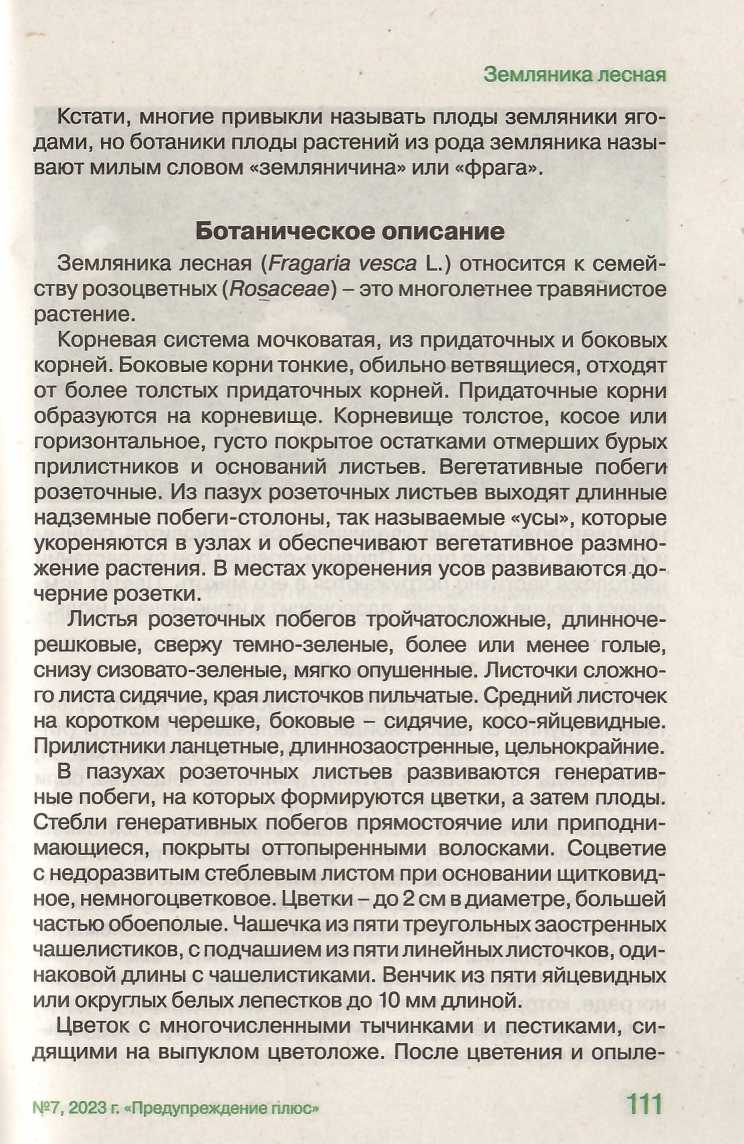 Земляника лесная
Кстати, многие привыкли называть плоды земляники яго-
дами, но ботаники плоды растений из рода земляника назы-
вают милым словом «земляничина» или «фрага».
Ботаническое описание
Земляника лесная (Fragaria vesca L.) относится к семей-
ству розоцветных (Rosaceae) – это многолетнее травянистое
растение.
Корневая система мочковатая, из придаточных и боковых
корней. Боковые корни тонкие, обильно ветвящиеся, отходят
от более толстых придаточных корней. Придаточные корни
образуются на корневище. Корневище толстое, косое или
горизонтальное, густо покрытое остатками отмерших бурых
прилистников и оснований листьев. Вегетативные побеги
розеточные. Из пазух розеточных листьев выходят длинные
надземные побеги-столоны, так называемые «усы», которые
укореняются в узлах и обеспечивают вегетативное размно-
жение растения. В местах укоренения усов развиваются до-
черние розетки.
Листья розеточных побегов тройчатосложные, длинноче-
решковые, сверху темно-зеленые, более или менее голые,
снизу сизовато-зеленые, мягко опушенные. Листочки сложно-
го листа сидячие, края листочков пильчатые. Средний листочек
на коротком черешке, боковые – сидячие, косо-яйцевидные.
Прилистники ланцетные, длиннозаостренные, цельнокрайние.
В пазухах розеточных листьев развиваются генератив-
ные побеги, на которых формируются цветки, а затем плоды.
Стебли генеративных побегов прямостоячие или приподни-
мающиеся, покрыты оттопыренными волосками. Соцветие
с недоразвитым стеблевым листом при основании щитковид-
ное, немногоцветковое. Цветки – до 2 см в диаметре, большей
частью обоеполые. Чашечка из пяти треугольных заостренных
чашелистиков, с подчашием из пяти линейных листочков, оди-
наковой длины с чашелистиками. Венчик из пяти яйцевидных
или округлых белых лепестков до 10 мм длиной.
Цветок с многочисленными тычинками и пестиками, си-
дящими на выпуклом цветоложе. После цветения и опыле-
№7, 2023 г. «Предупреждение плюс»
111